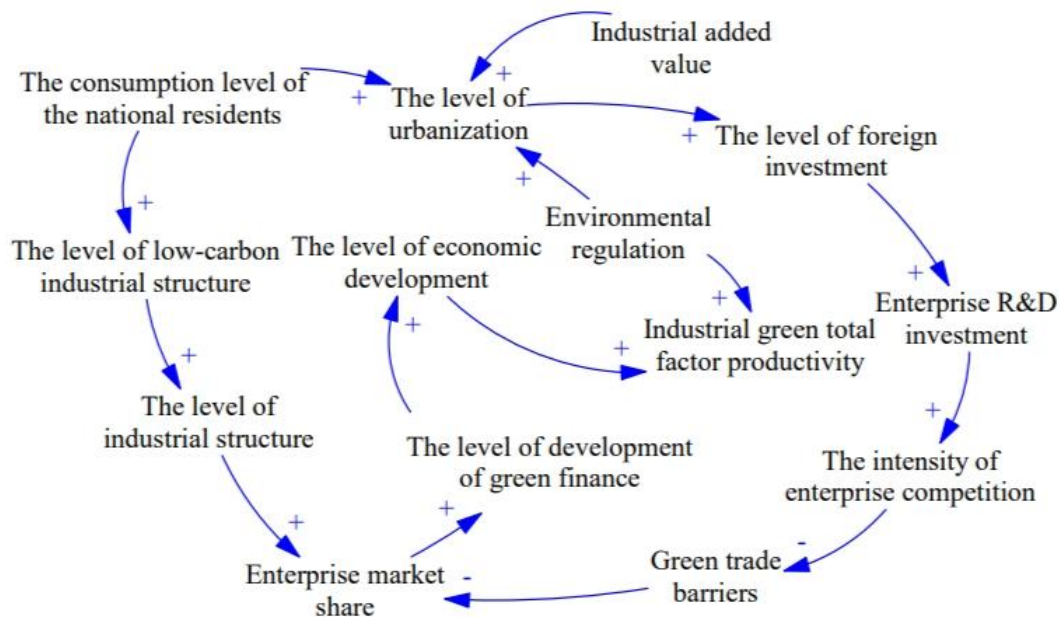 Industrial added
value
The consumption level of
the national residents
+
+
The level of
urbanization
+
The level of foreign
investment
+
Environmental
regulation
+
The level of low-carbon
industrial structure
The level of economic
development
+
Enterprise R&D
investment
+
Industrial green total
factor productivity
+
+
+
The level of
industrial structure
+
The level of development
of green finance
The intensity of
enterprise competition
+
+
-
Green trade
barriers
-
Enterprise market
share